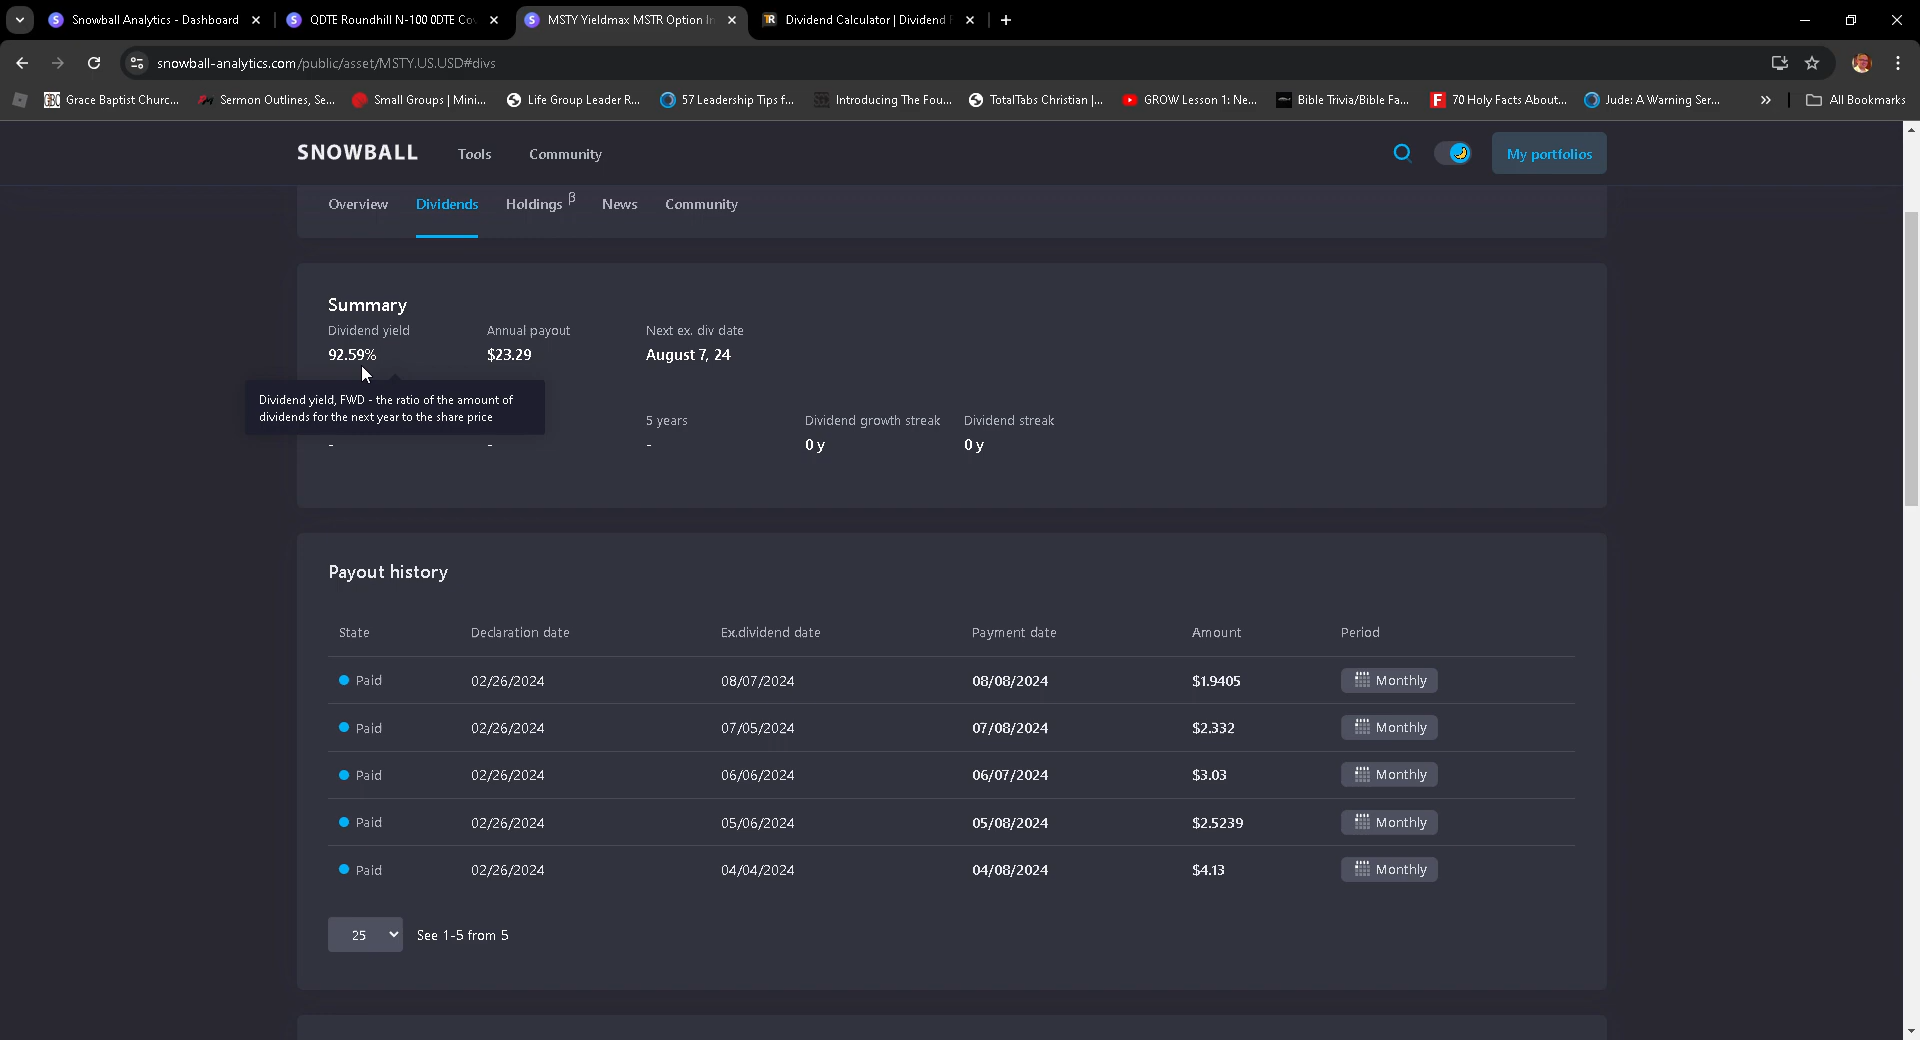 Snowball Analytics - Dashboard
QDTE Roundhill N-100 0DTE Co
MSTY Yieldmax MSTR Option In
TR
Dividend Calculator | Dividend
snowball-analytics.com/public/asset/MSTY.US.USD#divs
Grace Baptist Churc...
Sermon Outlines, Se...
Small Groups | Mini...
Life Group Leader R...
57 Leadership Tips f...
Introducing The Fou...
TotalTabs Christian |...
GROW Lesson 1: Ne...
Bible Trivia/Bible Fa...
70 Holy Facts About...
Jude: A Warning Ser...
All Bookmarks
SNOWBALL
Tools
Community
My portfolios
Overview
Dividends
Holdings β
News
Community
Summary
Dividend yield
Annual payout
Next ex. div date
92.59%
$23.29
August 7, 24
Dividend yield, FWD - the ratio of the amount of
dividends for the next year to the share price
5 years
Dividend growth streak
Dividend streak
-
-
-
0 y
0 y
Payout history
State
Declaration date
Ex.dividend date
Payment date
Amount
Period
Paid 02/26/2024 08/07/2024 08/08/2024 $1.9405 Monthly
Paid 02/26/2024 07/05/2024 07/08/2024 $2.332 Monthly
Paid 02/26/2024 06/06/2024 06/07/2024 $3.03 Monthly
Paid 02/26/2024 05/06/2024 05/08/2024 $2.5239 Monthly
Paid 02/26/2024 04/04/2024 04/08/2024 $4.13 Monthly
25
See 1-5 from 5